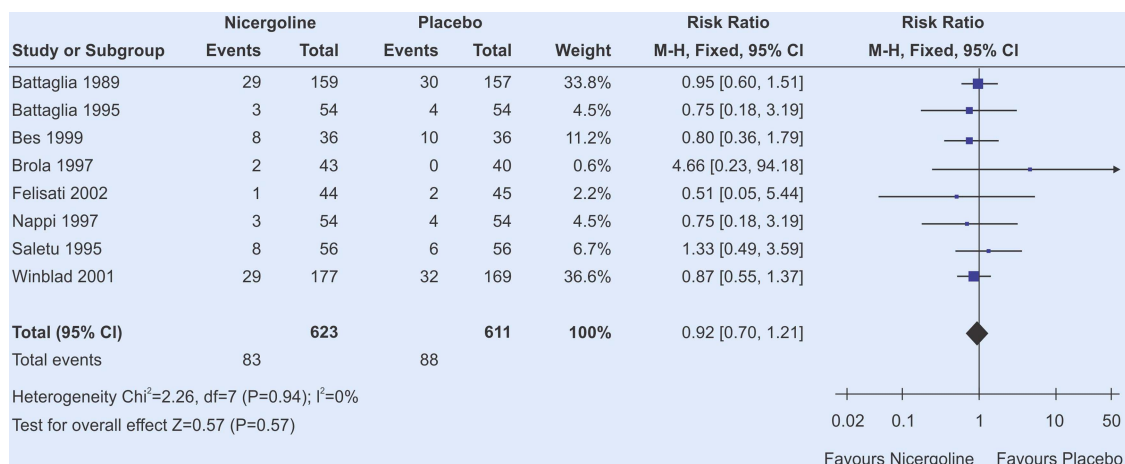 Nicergoline Placebo Risk Ratio Risk Ratio
Study or Subgroup Events Total Events Total Weight M-H, Fixed, 95% CI M-H, Fixed, 95% CI
Battaglia 1989 29 159 30 157 33.8% 0.95 [0.60, 1.51]
Battaglia 1995 3 54 4 54 4.5% 0.75 [0.18, 3.19]
Bes 1999 8 36 10 36 11.2% 0.80 [0.36, 1.79]
Brola 1997 2 43 0 40 0.6% 4.66 [0.23, 94.18]
Felisati 2002 1 44 2 45 2.2% 0.51 [0.05, 5.44]
Nappi 1997 3 54 4 54 4.5% 0.75 [0.18, 3.19]
Saletu 1995 8 56 6 56 6.7% 1.33 [0.49, 3.59]
Winblad 2001 29 177 32 169 36.6% 0.87 [0.55, 1.37]
Total (95% CI) 623 611 100% 0.92 [0.70, 1.21]
Total events 83 88
Heterogeneity Chi²=2.26, df=7 (P=0.94); I²=0%
Test for overall effect Z=0.57 (P=0.57)
0.02 0.1 1 10 50
Favours Nicergoline Favours Placebo